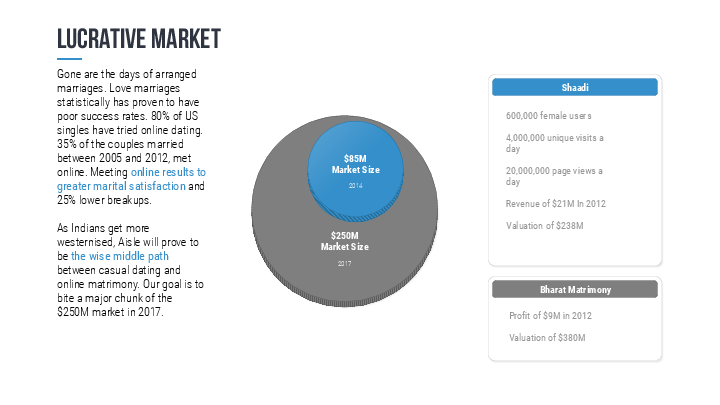 LUCRATIVE MARKET
Gone are the days of arranged
marriages. Love marriages
statistically has proven to have
poor success rates. 80% of US
singles have tried online dating.
35% of the couples married
between 2005 and 2012, met
online. Meeting online results to
greater marital satisfaction and
25% lower breakups.
As Indians get more
westernised, Aisle will prove to
be the wise middle path
between casual dating and
online matrimony. Our goal is to
bite a major chunk of the
$250M market in 2017.
$85M
Market Size
2014
$250M
Market Size
2017
Shaadi
600,000 female users
4,000,000 unique visits a
day
20,000,000 page views a
day
Revenue of $21M In 2012
Valuation of $238M
Bharat Matrimony
Profit of $9M in 2012
Valuation of $380M